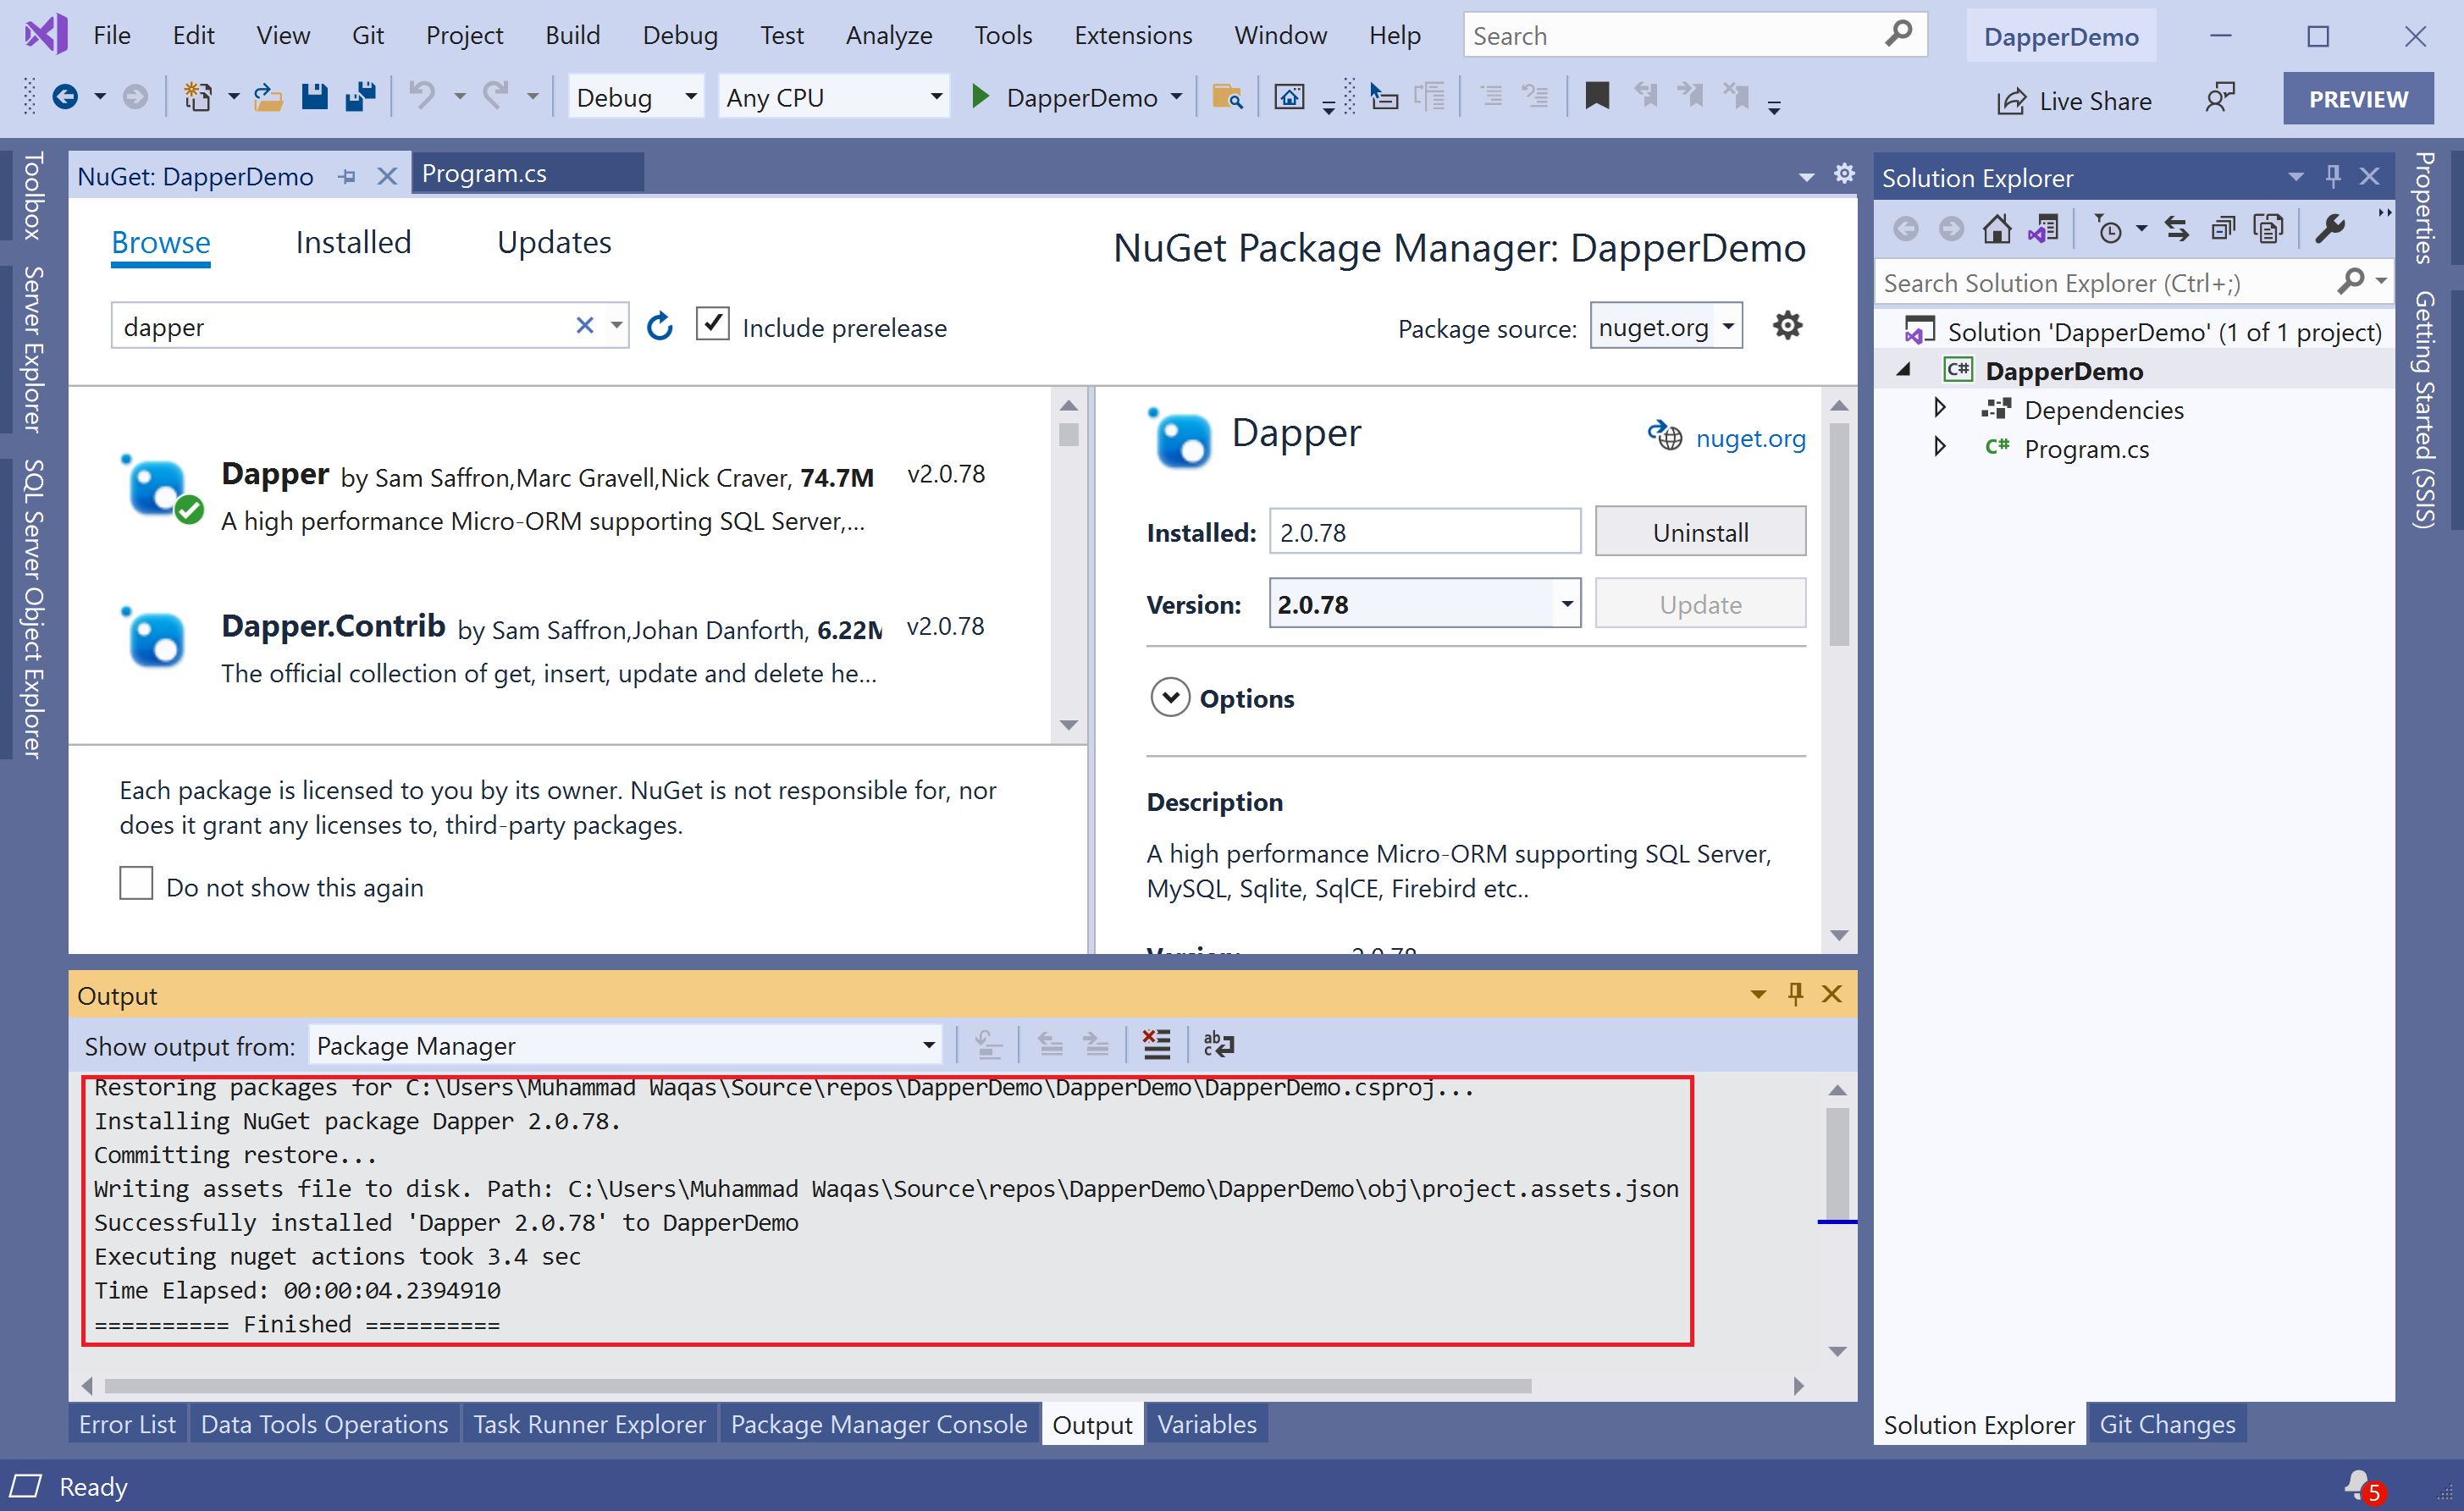 File Edit View Git Project Build Debug Test Analyze Tools Extensions Window Help Search DapperDemo
Debug Any CPU DapperDemo Live Share PREVIEW
Toolbox
Server Explorer
SQL Server Object Explorer
NuGet: DapperDemo Program.cs
Browse Installed Updates
NuGet Package Manager: DapperDemo
dapper Include prerelease Package source: nuget.org
Dapper by Sam Saffron,Marc Gravell,Nick Craver, 74.7M v2.0.78
A high performance Micro-ORM supporting SQL Server,...
Dapper.Contrib by Sam Saffron,Johan Danforth, 6.22M v2.0.78
The official collection of get, insert, update and delete he...
Each package is licensed to you by its owner. NuGet is not responsible for, nor
does it grant any licenses to, third-party packages.
Do not show this again
Dapper nuget.org
Installed: 2.0.78 Uninstall
Version: 2.0.78 Update
Options
Description
A high performance Micro-ORM supporting SQL Server,
MySQL, Sqlite, SqlCE, Firebird etc..
Version: 2.0.78
Output
Show output from: Package Manager
Restoring packages for C:\Users\Muhammad Waqas\Source\repos\DapperDemo\DapperDemo\DapperDemo.csproj...
Installing NuGet package Dapper 2.0.78.
Committing restore...
Writing assets file to disk. Path: C:\Users\Muhammad Waqas\Source\repos\DapperDemo\DapperDemo\obj\project.assets.json
Successfully installed 'Dapper 2.0.78' to DapperDemo
Executing nuget actions took 3.4 sec
Time Elapsed: 00:00:04.2394910
========== Finished ==========
Error List Data Tools Operations Task Runner Explorer Package Manager Console Output Variables
Solution Explorer
Search Solution Explorer (Ctrl+;)
Solution 'DapperDemo' (1 of 1 project)
C# DapperDemo
Dependencies
C# Program.cs
Solution Explorer Git Changes
Properties
Getting Started (SSIS)
Ready 5